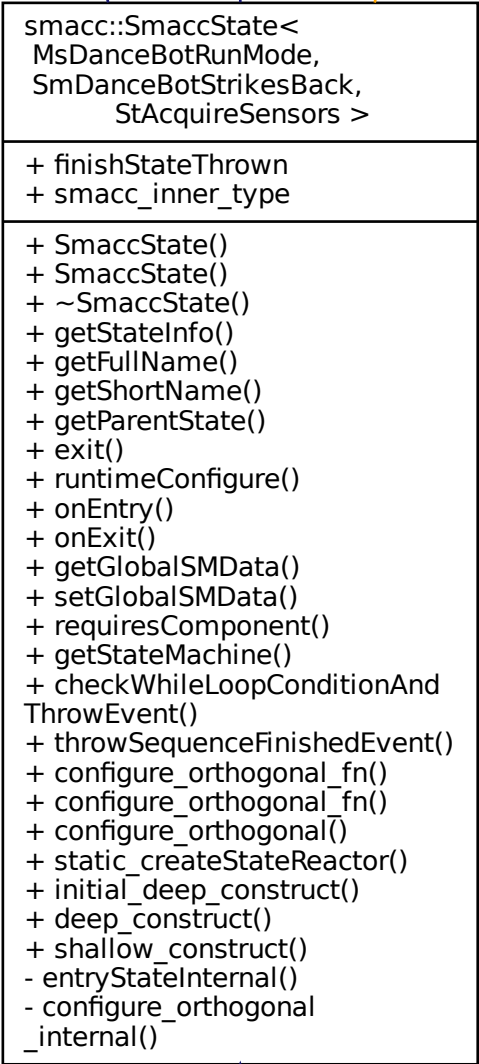 smacc::SmaccState<
MsDanceBotRunMode,
SmDanceBotStrikesBack,
StAcquireSensors >
+ finishStateThrown
+ smacc_inner_type
+ SmaccState()
+ SmaccState()
+ ~SmaccState()
+ getStateInfo()
+ getFullName()
+ getShortName()
+ getParentState()
+ exit()
+ runtimeConfigure()
+ onEntry()
+ onExit()
+ getGlobalSMData()
+ setGlobalSMData()
+ requiresComponent()
+ getStateMachine()
+ checkWhileLoopConditionAnd
ThrowEvent()
+ throwSequenceFinishedEvent()
+ configure_orthogonal_fn()
+ configure_orthogonal_fn()
+ configure_orthogonal()
+ static_createStateReactor()
+ initial_deep_construct()
+ deep_construct()
+ shallow_construct()
- entryStateInternal()
- configure_orthogonal
_internal()